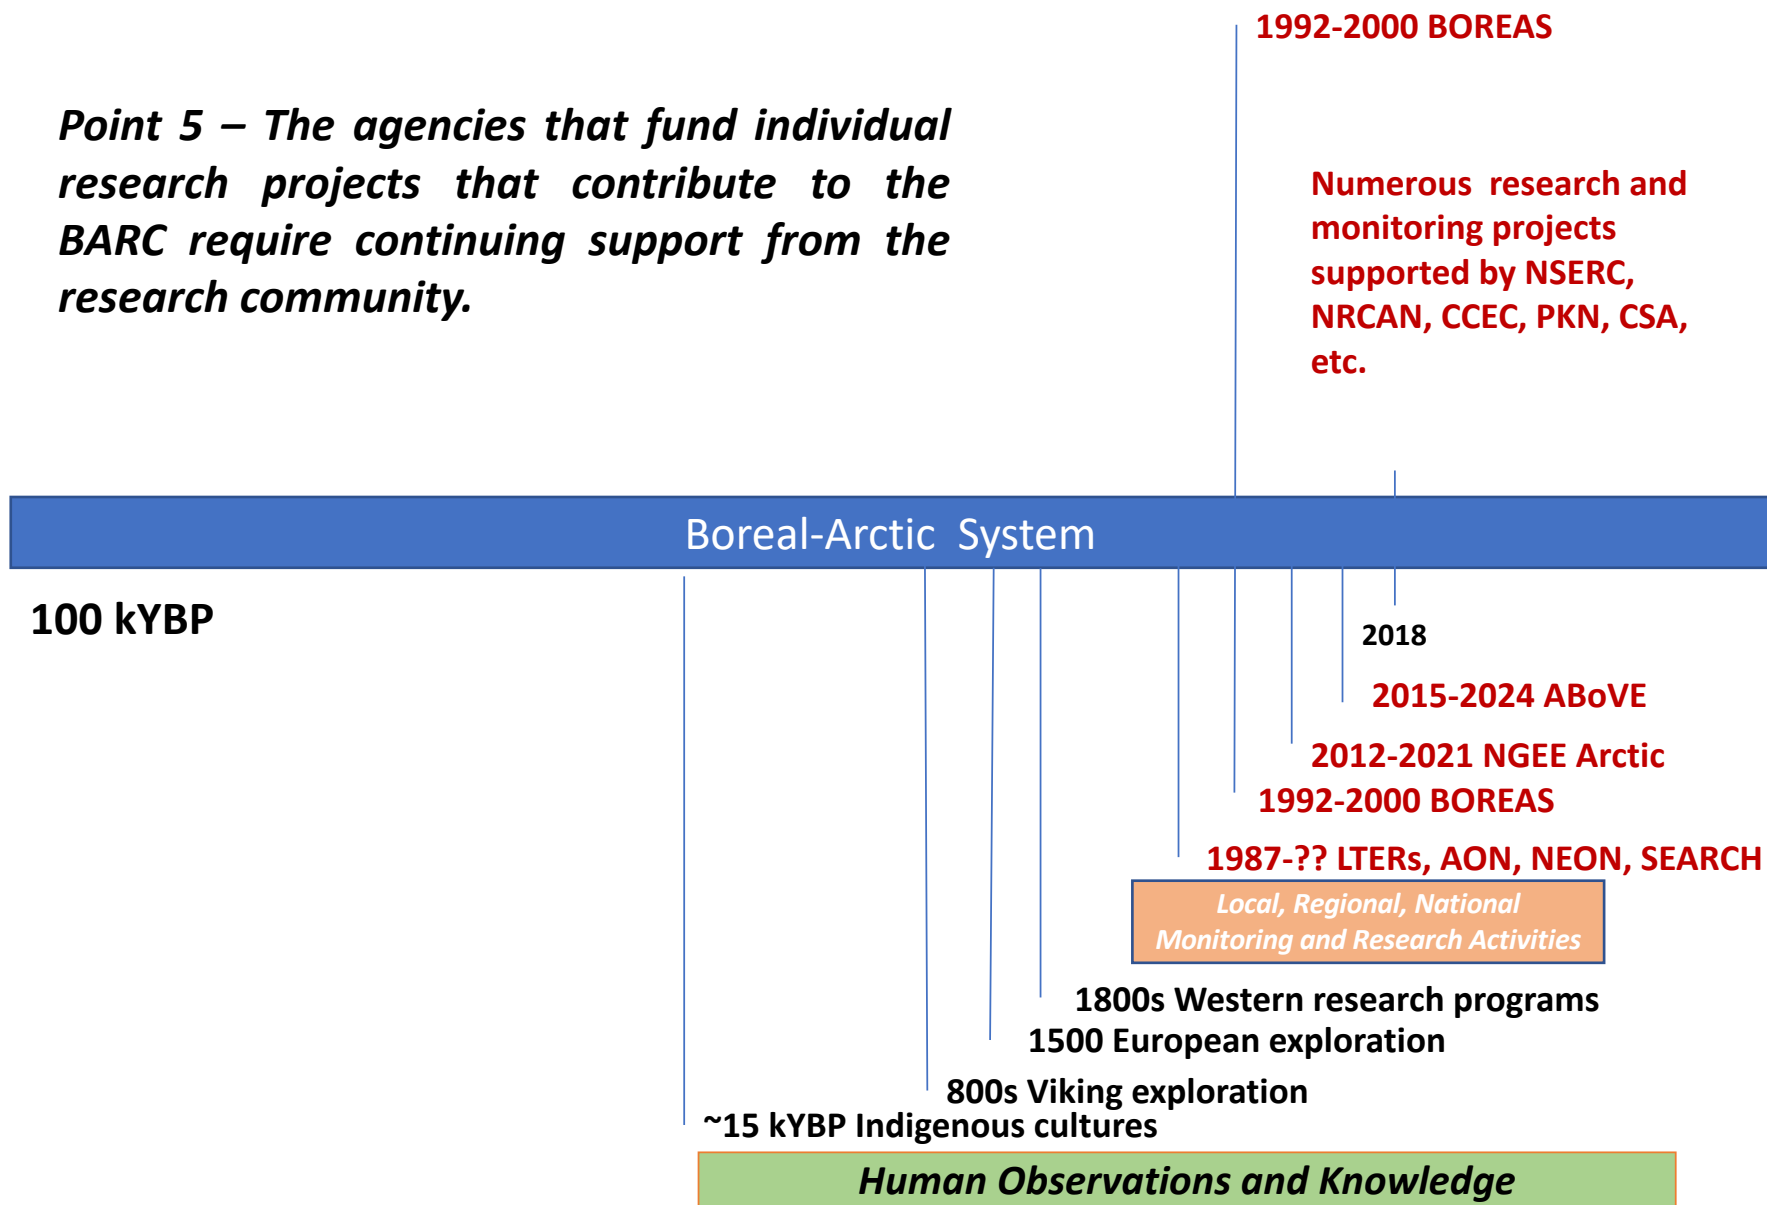 1992-2000 BOREAS
Point 5 – The agencies that fund individual
research projects that contribute to the
BARC require continuing support from the
research community.
Numerous research and
monitoring projects
supported by NSERC,
NRCAN, CCEC, PKN, CSA,
etc.
Boreal-Arctic System
100 kYBP
2018
2015-2024 ABoVE
2012-2021 NGEE Arctic
1992-2000 BOREAS
1987-?? LTERs, AON, NEON, SEARCH
Local, Regional, National
Monitoring and Research Activities
1800s Western research programs
1500 European exploration
800s Viking exploration
~15 kYBP Indigenous cultures
Human Observations and Knowledge